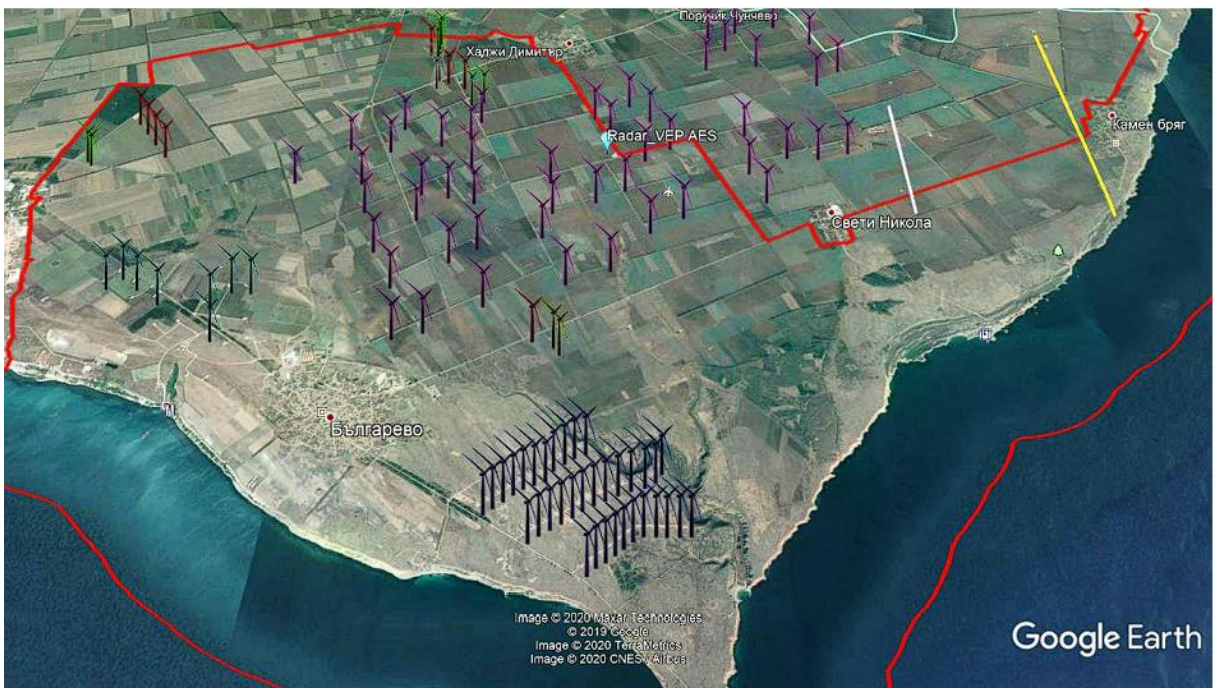 Поручик Чунчево
Хаджи Димитър
Камен бряг
Radar_VEP AES
Свети Никола
Българево
Image © 2020 Maxar Technologies
© 2019 Google
Image © 2020 TerraMetrics
Image © 2020 CNES / Airbus
Google Earth